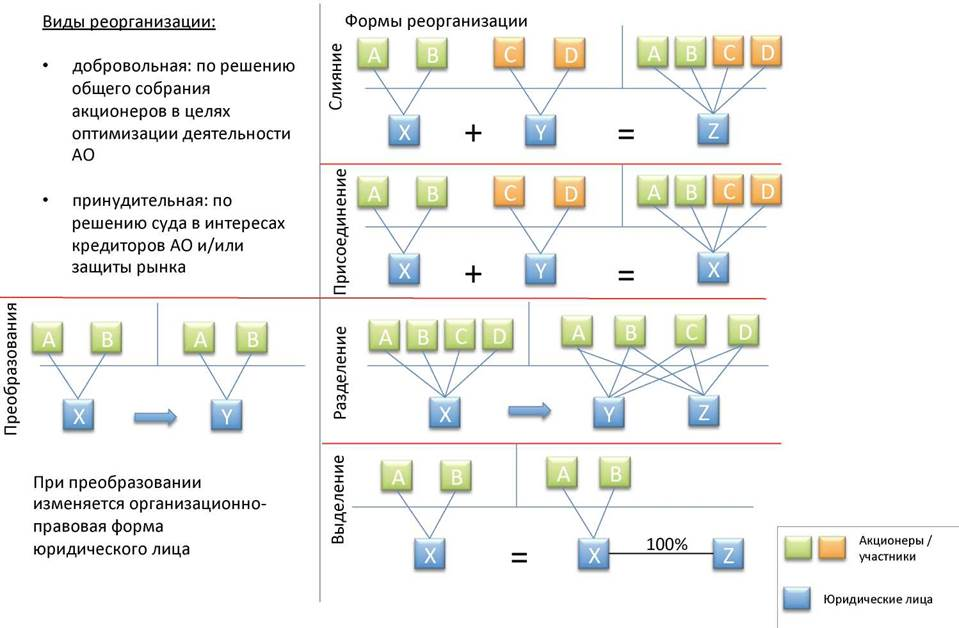 Виды реорганизации:
• добровольная: по решению
общего собрания
акционеров в целях
оптимизации деятельности
АО
• принудительная: по
решению суда в интересах
кредиторов АО и/или
защиты рынка
Формы реорганизации
Слияние
A B C D A B C D
X + Y = Z
Присоединение
A B C D A B C D
X + Y = X
Преобразования
A B A B
X Y
При преобразовании
изменяется организационно-
правовая форма
юридического лица
Разделение
A B C D A B C D
X Y Z
Выделение
A B A B
X = X 100% Z
Акционеры /
участники
Юридические лица